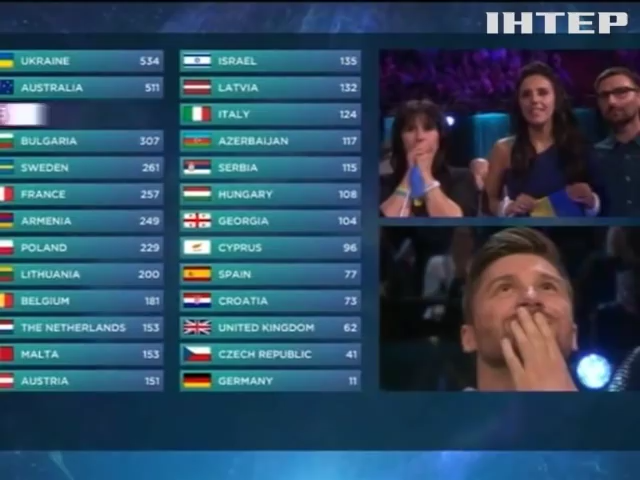 ІНТЕР
UKRAINE 534
AUSTRALIA 511
BULGARIA 307
SWEDEN 261
FRANCE 257
ARMENIA 249
POLAND 229
LITHUANIA 200
BELGIUM 181
THE NETHERLANDS 153
MALTA 153
AUSTRIA 151
ISRAEL 135
LATVIA 132
ITALY 124
AZERBAIJAN 117
SERBIA 115
HUNGARY 108
GEORGIA 104
CYPRUS 96
SPAIN 77
CROATIA 73
UNITED KINGDOM 62
CZECH REPUBLIC 41
GERMANY 11